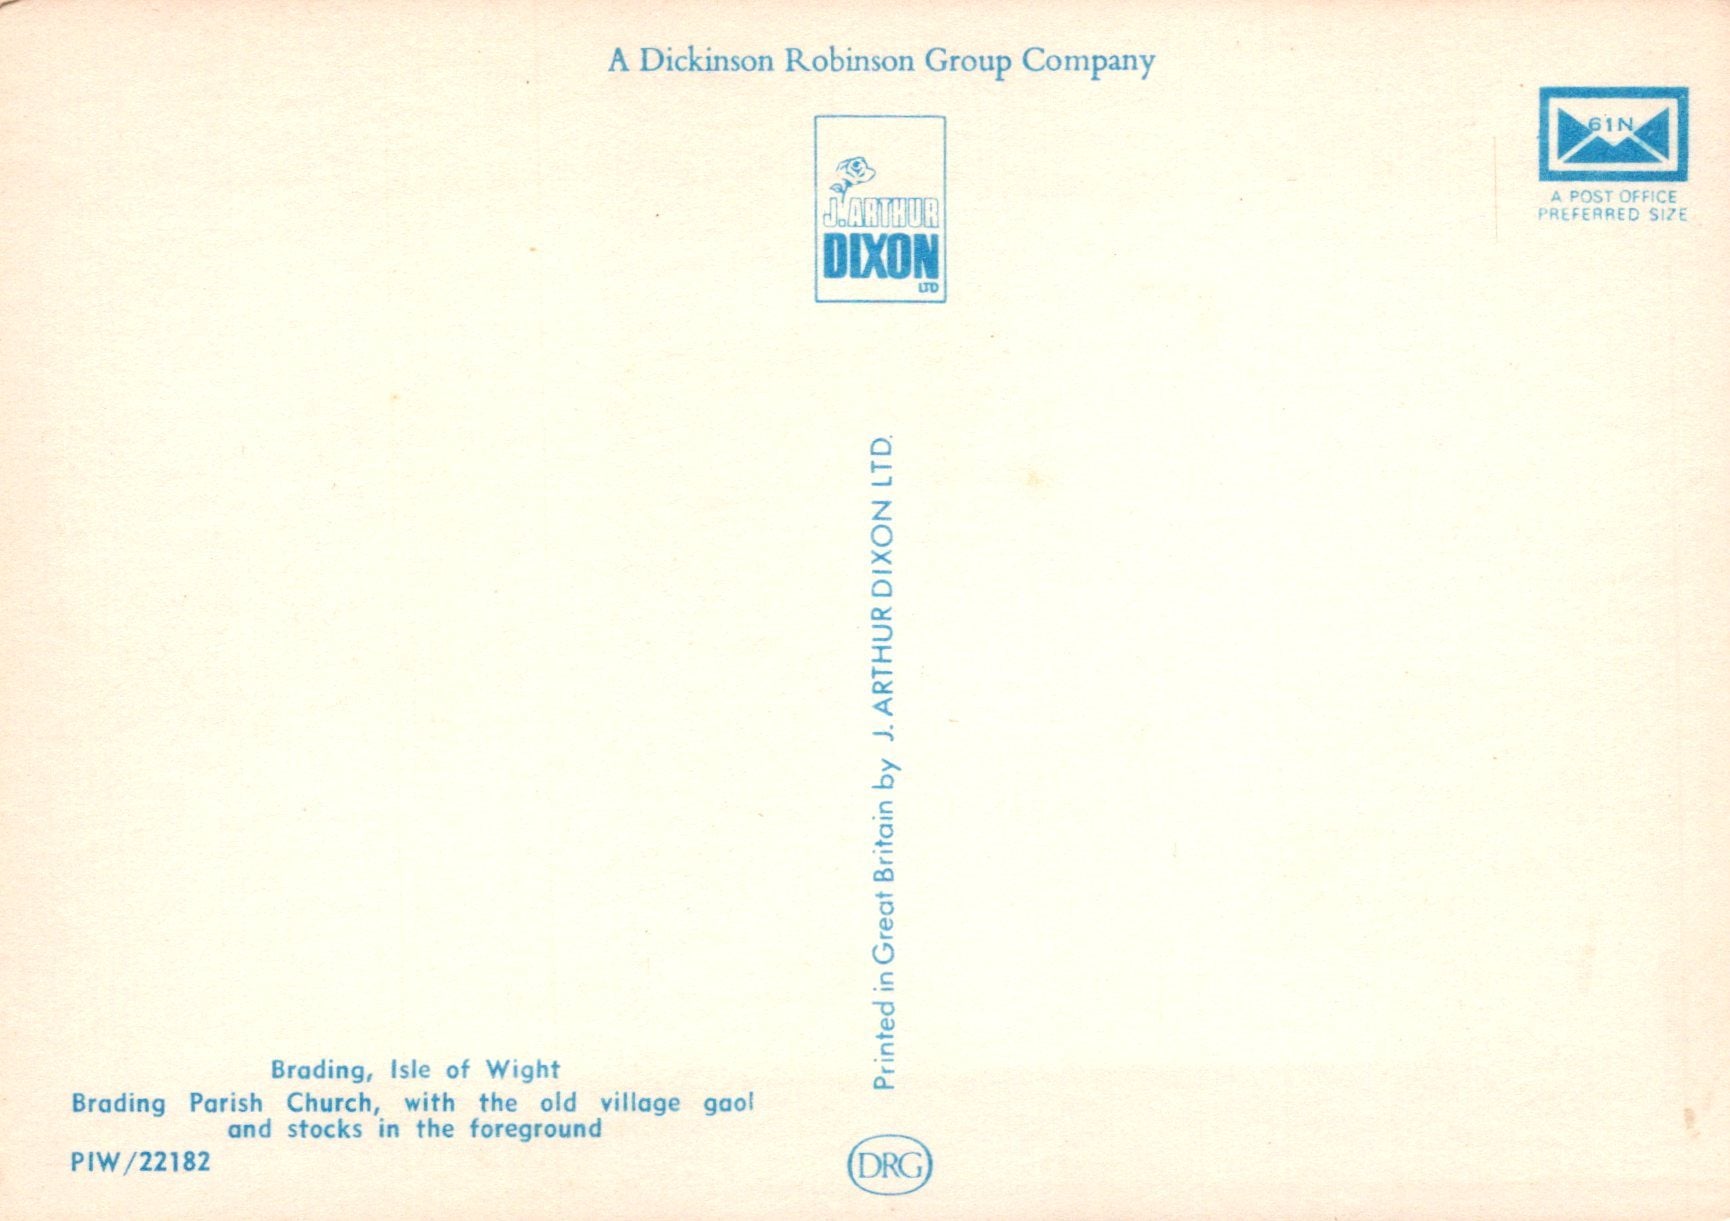 A Dickinson Robinson Group Company
61N
A POST OFFICE
PREFERRED SIZE
J. ARTHUR
DIXON
LTD
Printed in Great Britain by J. ARTHUR DIXON LTD.
Brading, Isle of Wight
Brading Parish Church, with the old village gaol
and stocks in the foreground
PIW/22182
DRG